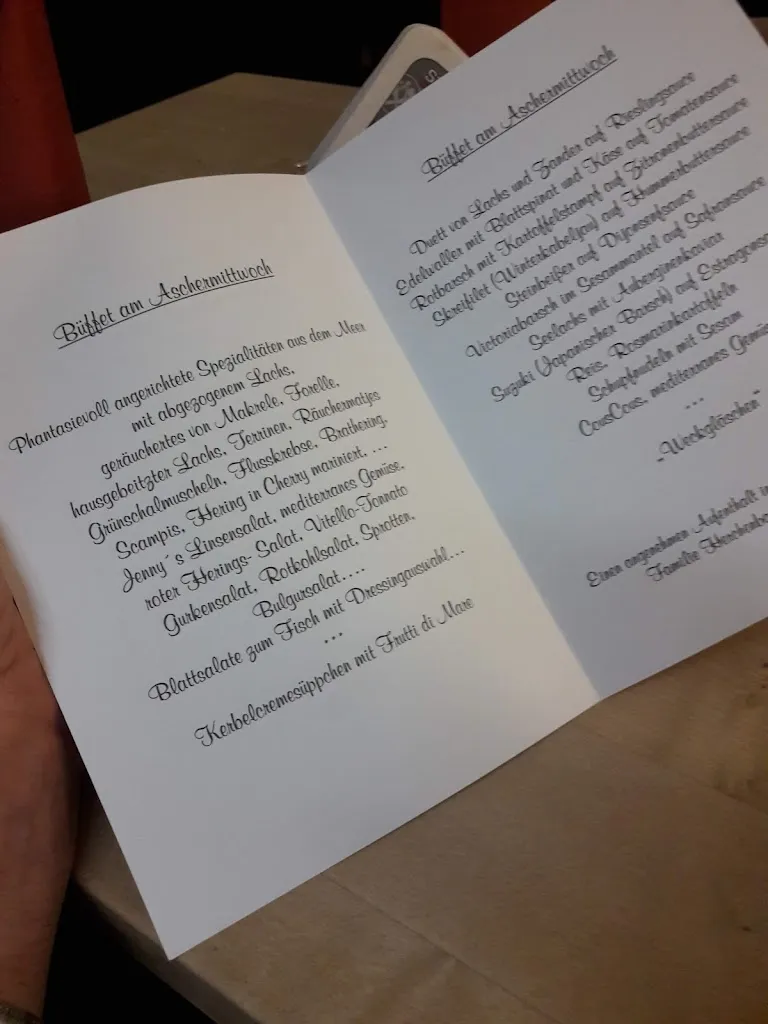 Büffet am Aschermittwoch
Phantasievoll angerichtete Spezialitäten aus dem Meer
mit abgezogenem Lachs,
geräuchertes von Makrele, Forelle,
hausgebeitzter Lachs, Terrinen, Räuchermatjes
Grünschalmuscheln, Flusskrebse, Brathering,
Scampis, Hering in Cherry mariniert, ...
Jenny´s Linsensalat, mediterranes Gemüse,
roter Herings- Salat, Vitello-Tonnato
Gurkensalat, Rotkohlsalat, Sprotten,
Bulgursalat....
Blattsalate zum Fisch mit Dressingauswahl...
...
Kerbelcremesüppchen mit Frutti di Mare
Büffet am Aschermittwoch
Duett von Lachs und Zander auf Rieslingsauce
Edelwaller mit Blattspinat und Käse auf Tomatensauce
Rotbarsch mit Kartoffelstampf auf Zitronenbuttersauce
Skreifilet (Winterkabeljau) auf Hummerbuttersauce
Steinbeißer auf Dijonsenfsauce
Victoriabarsch im Sesammantel auf Safransauce
Seelachs mit Auberginenkaviar
Suzuki (Japanischer Barsch) auf Estragonsa
Reis, Rosmarinkartoffeln
Schupfnudeln mit Sesam
CousCous, mediterranes Gemüs
...
„Weckgläschen"
Einen angenehmen Aufenthalt
Familie